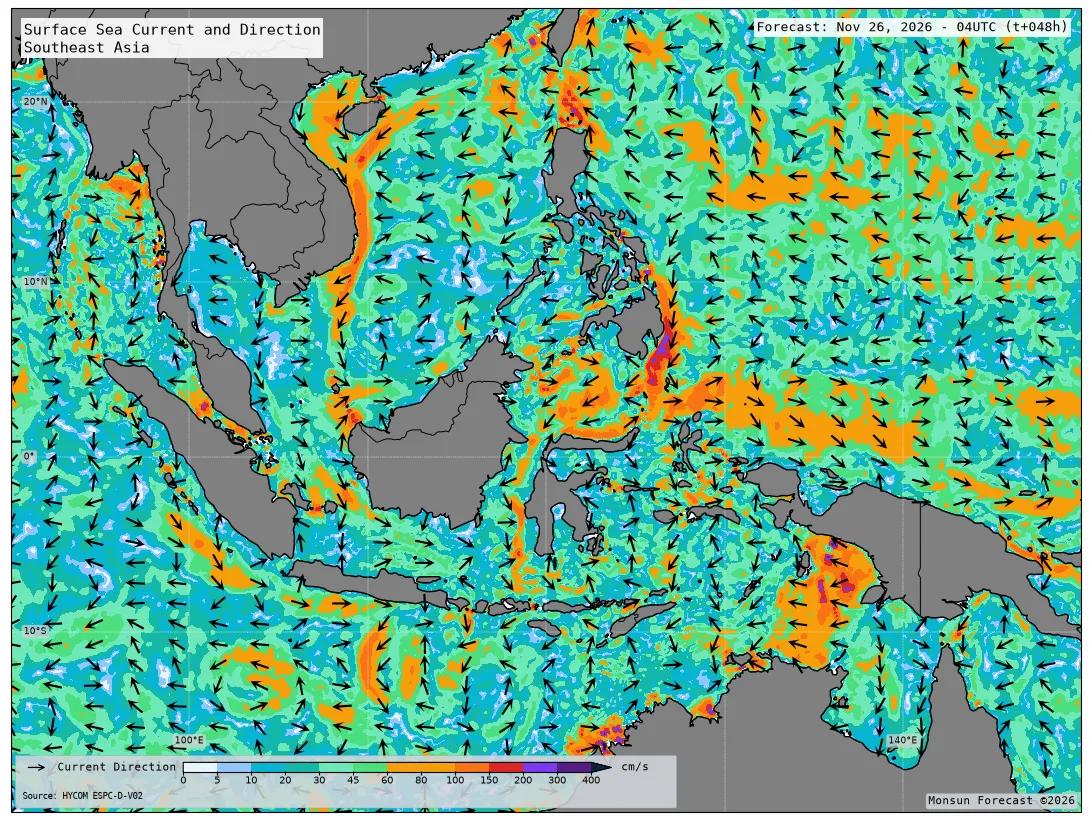 Surface Sea Current and Direction
Southeast Asia
Forecast: Nov 26, 2026 - 04UTC (t+048h)
20°N
10°N
0°
10°S
100°E
140°E
Current Direction
cm/s
0 5 10 20 30 45 60 80 100 150 200 300 400
Source: HYCOM ESPC-D-V02
Monsun Forecast ©2026